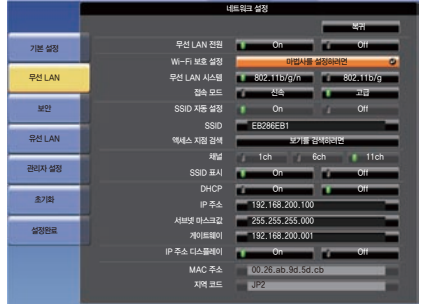 네트워크 설정
복귀
기본 설정
무선 LAN
보안
유선 LAN
관리자 설정
초기화
설정완료
무선 LAN 전원 On Off
Wi-Fi 보호 설정 마법사를 설정하려면
무선 LAN 시스템 802.11b/g/n 802.11b/g
접속 모드 신속 고급
SSID 자동 설정 On Off
SSID EB286EB1
액세스 지점 검색 보기를 검색하려면
채널 1ch 6ch 11ch
SSID 표시 On Off
DHCP On Off
IP 주소 192.168.200.100
서브넷 마스크값 255.255.255.000
게이트웨이 192.168.200.001
IP 주소 디스플레이 On Off
MAC 주소 00.26.ab.9d.5d.cb
지역 코드 JP2